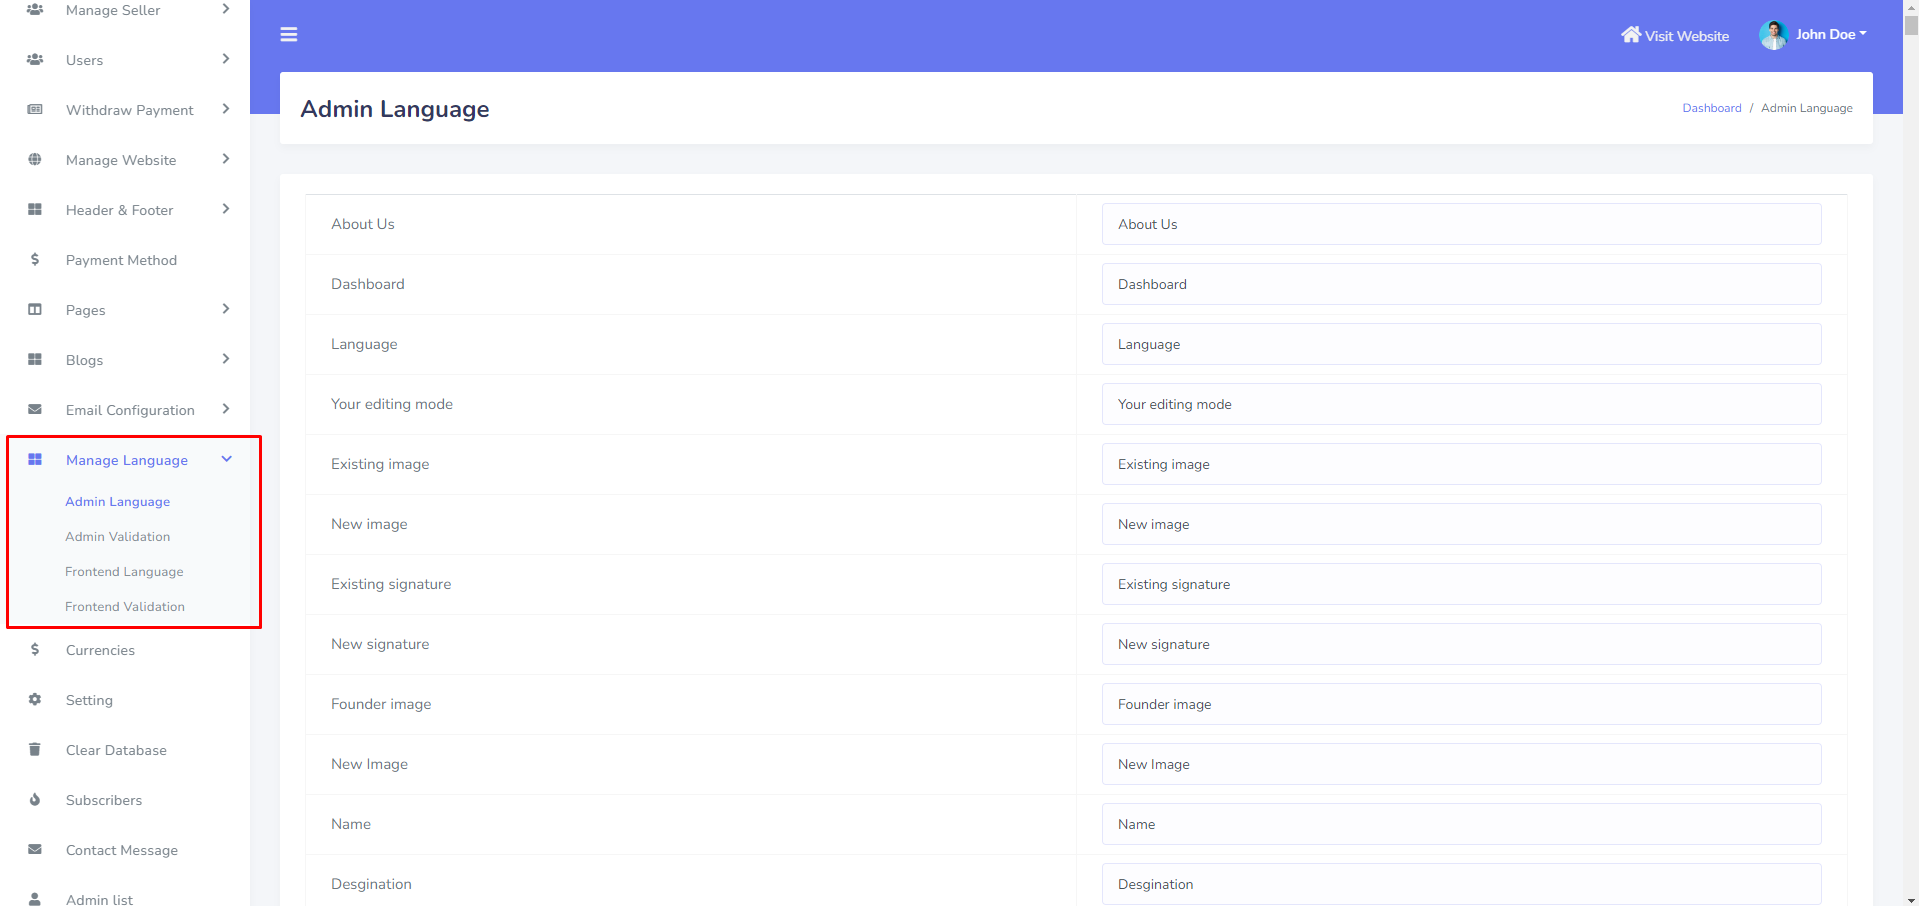 Manage Seller
Users
Withdraw Payment
Manage Website
Header & Footer
Payment Method
Pages
Blogs
Email Configuration
Manage Language
Admin Language
Admin Validation
Frontend Language
Frontend Validation
Currencies
Setting
Clear Database
Subscribers
Contact Message
Admin list
Visit Website John Doe
Admin Language Dashboard / Admin Language
About Us About Us
Dashboard Dashboard
Language Language
Your editing mode Your editing mode
Existing image Existing image
New image New image
Existing signature Existing signature
New signature New signature
Founder image Founder image
New Image New Image
Name Name
Desgination Desgination